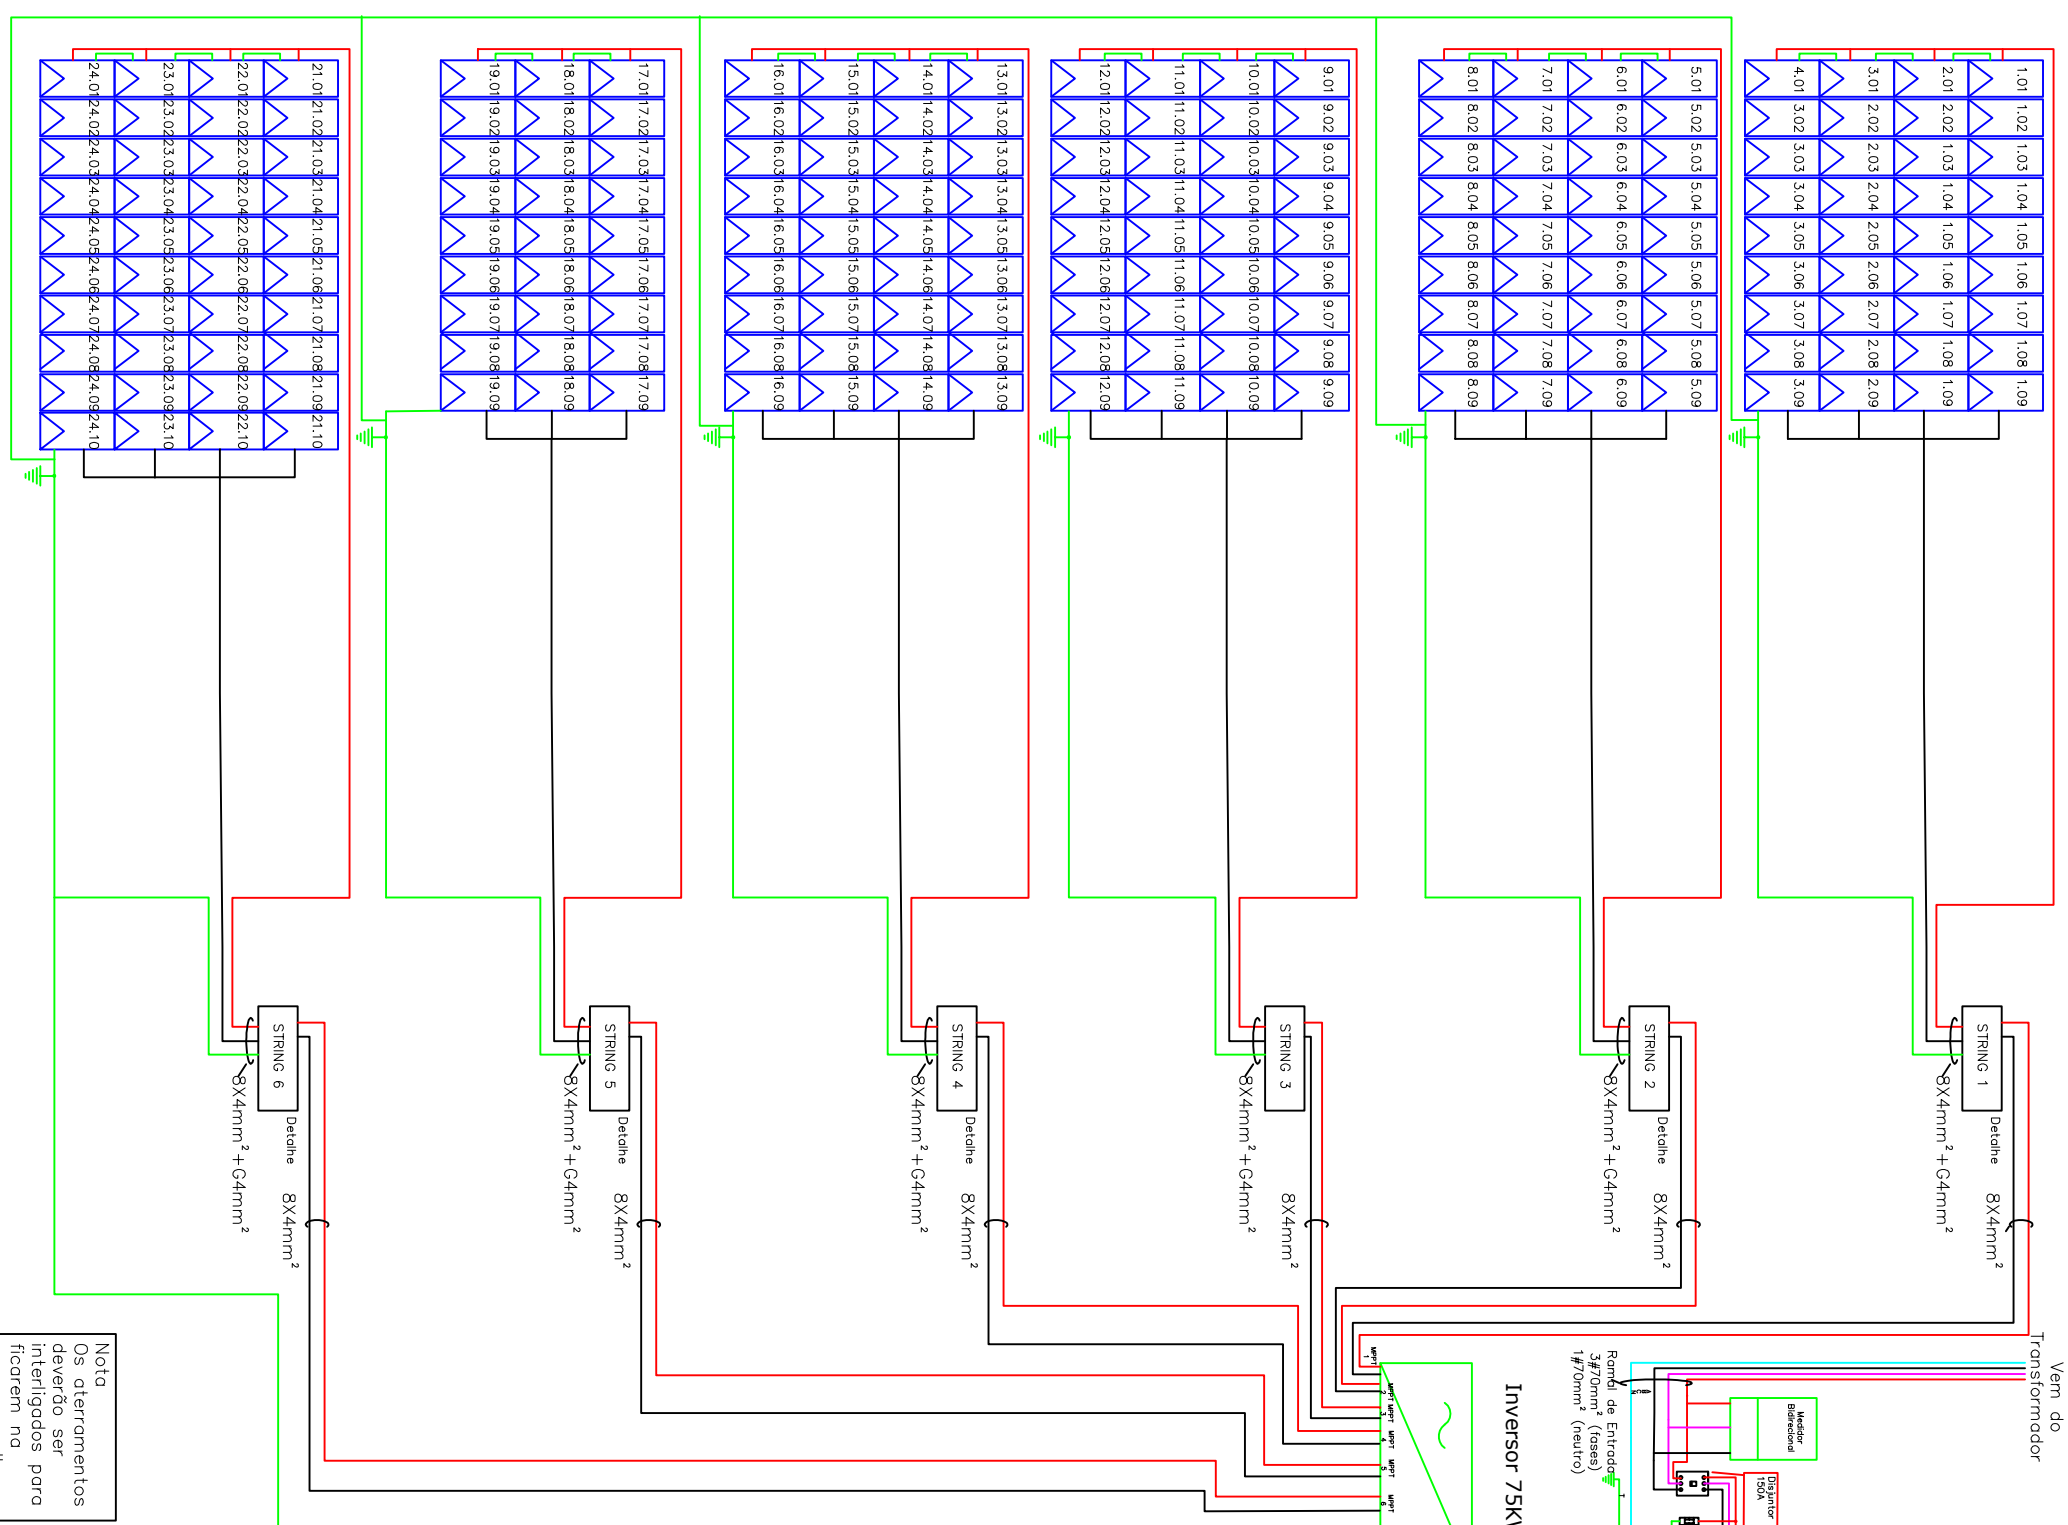 Vem do
Transformador
1.01 1.02 1.03 1.04 1.05 1.06 1.07 1.08 1.09
2.01 2.02 1.03 1.04 1.05 1.06 1.07 1.08 1.09
3.01 2.02 2.03 2.04 2.05 2.06 2.07 2.08 2.09
4.01 3.02 3.03 3.04 3.05 3.06 3.07 3.08 3.09
STRING 1
Detalhe
8X4mm²
8X4mm²+G4mm²
Medidor
Bidirecional
Disjuntor
150A
5.01 5.02 5.03 5.04 5.05 5.06 5.07 5.08 5.09
6.01 6.02 6.03 6.04 6.05 6.06 6.07 6.08 6.09
7.01 7.02 7.03 7.04 7.05 7.06 7.07 7.08 7.09
8.01 8.02 8.03 8.04 8.05 8.06 8.07 8.08 8.09
STRING 2
Detalhe
8X4mm²
8X4mm²+G4mm²
A
B
C
N
T
Ramal de Entrada
3#70mm² (fases)
1#70mm² (neutro)
Inversor 75K
9.01 9.02 9.03 9.04 9.05 9.06 9.07 9.08 9.09
10.01 10.02 10.03 10.04 10.05 10.06 10.07 10.08 10.09
11.01 11.02 11.03 11.04 11.05 11.06 11.07 11.08 11.09
12.01 12.02 12.03 12.04 12.05 12.06 12.07 12.08 12.09
STRING 3
8X4mm²
8X4mm²+G4mm²
MPPT 1
MPPT 2
MPPT 3
MPPT 4
MPPT 5
MPPT 6
13.01 13.02 13.03 13.04 13.05 13.06 13.07 13.08 13.09
14.01 14.02 14.03 14.04 14.05 14.06 14.07 14.08 14.09
15.01 15.02 15.03 15.04 15.05 15.06 15.07 15.08 15.09
16.01 16.02 16.03 16.04 16.05 16.06 16.07 16.08 16.09
STRING 4
Detalhe
8X4mm²
8X4mm²+G4mm²
17.01 17.02 17.03 17.04 17.05 17.06 17.07 17.08 17.09
18.01 18.02 18.03 18.04 18.05 18.06 18.07 18.08 18.09
19.01 19.02 19.03 19.04 19.05 19.06 19.07 19.08 19.09
STRING 5
Detalhe
8X4mm²
8X4mm²+G4mm²
21.01 21.02 21.03 21.04 21.05 21.06 21.07 21.08 21.09 21.10
22.01 22.02 22.03 22.04 22.05 22.06 22.07 22.08 22.09 22.10
23.01 23.02 23.03 23.04 23.05 23.06 23.07 23.08 23.09 23.10
24.01 24.02 24.03 24.04 24.05 24.06 24.07 24.08 24.09 24.10
STRING 6
Detalhe
8X4mm²
8X4mm²+G4mm²
Nota
Os aterramentos
deverão ser
interligados para
ficarem na